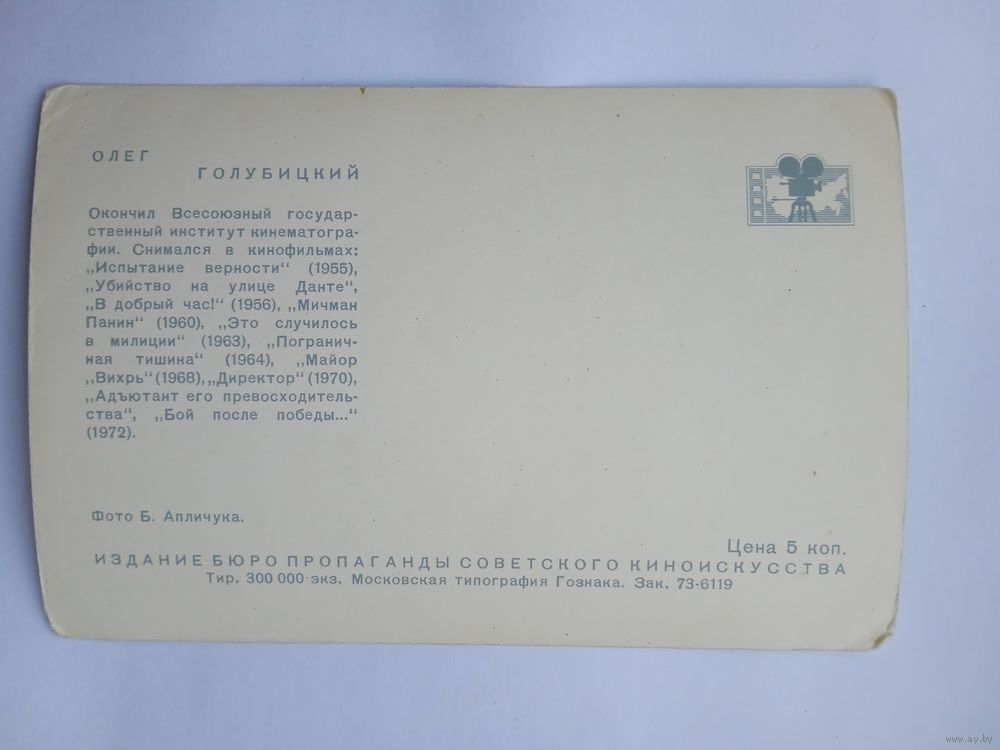 ОЛЕГ
ГОЛУБИЦКИЙ
Окончил Всесоюзный государ-
ственный институт кинематогра-
фии. Снимался в кинофильмах:
„Испытание верности“ (1955),
„Убийство на улице Данте“,
„В добрый час!“ (1956), „Мичман
Панин“ (1960), „Это случилось
в милиции“ (1963), „Погранич-
ная тишина“ (1964), „Майор
„Вихрь“ (1968), „Директор“ (1970),
„Адъютант его превосходитель-
ства“, „Бой после победы...“
(1972).
Фото Б. Апличука.
Цена 5 коп.
ИЗДАНИЕ БЮРО ПРОПАГАНДЫ СОВЕТСКОГО КИНОИСКУССТВА
Тир. 300 000 экз. Московская типография Гознака. Зак. 73-6119
www.ay.by